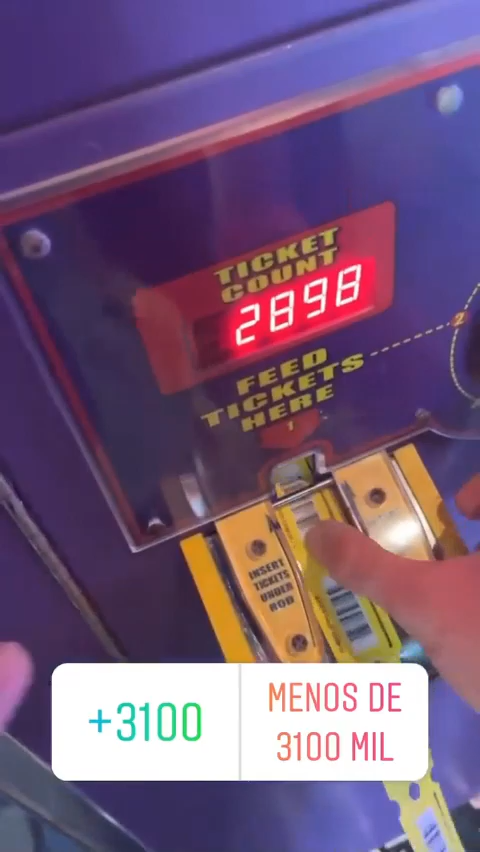 TICKET
COUNT
2898
FEED
TICKETS
HERE
1
2
INSERT
TICKETS
UNDER
ROD
+3100
MENOS DE
3100 MIL